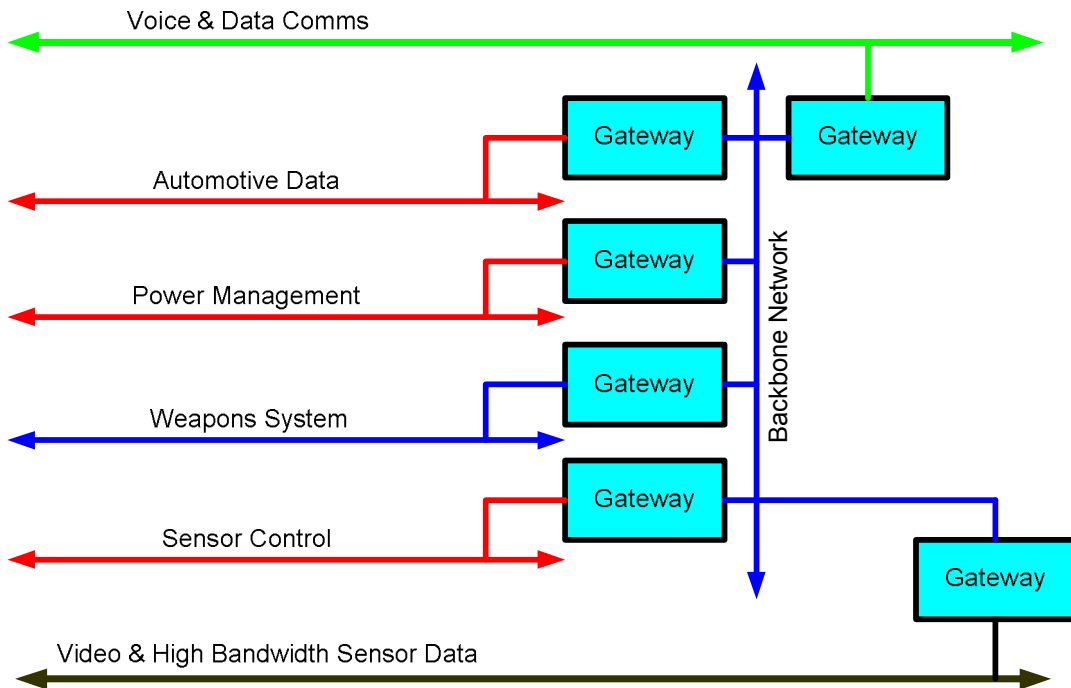 Voice & Data Comms
Gateway
Gateway
Automotive Data
Gateway
Power Management
Backbone Network
Gateway
Weapons System
Gateway
Sensor Control
Gateway
Video & High Bandwidth Sensor Data